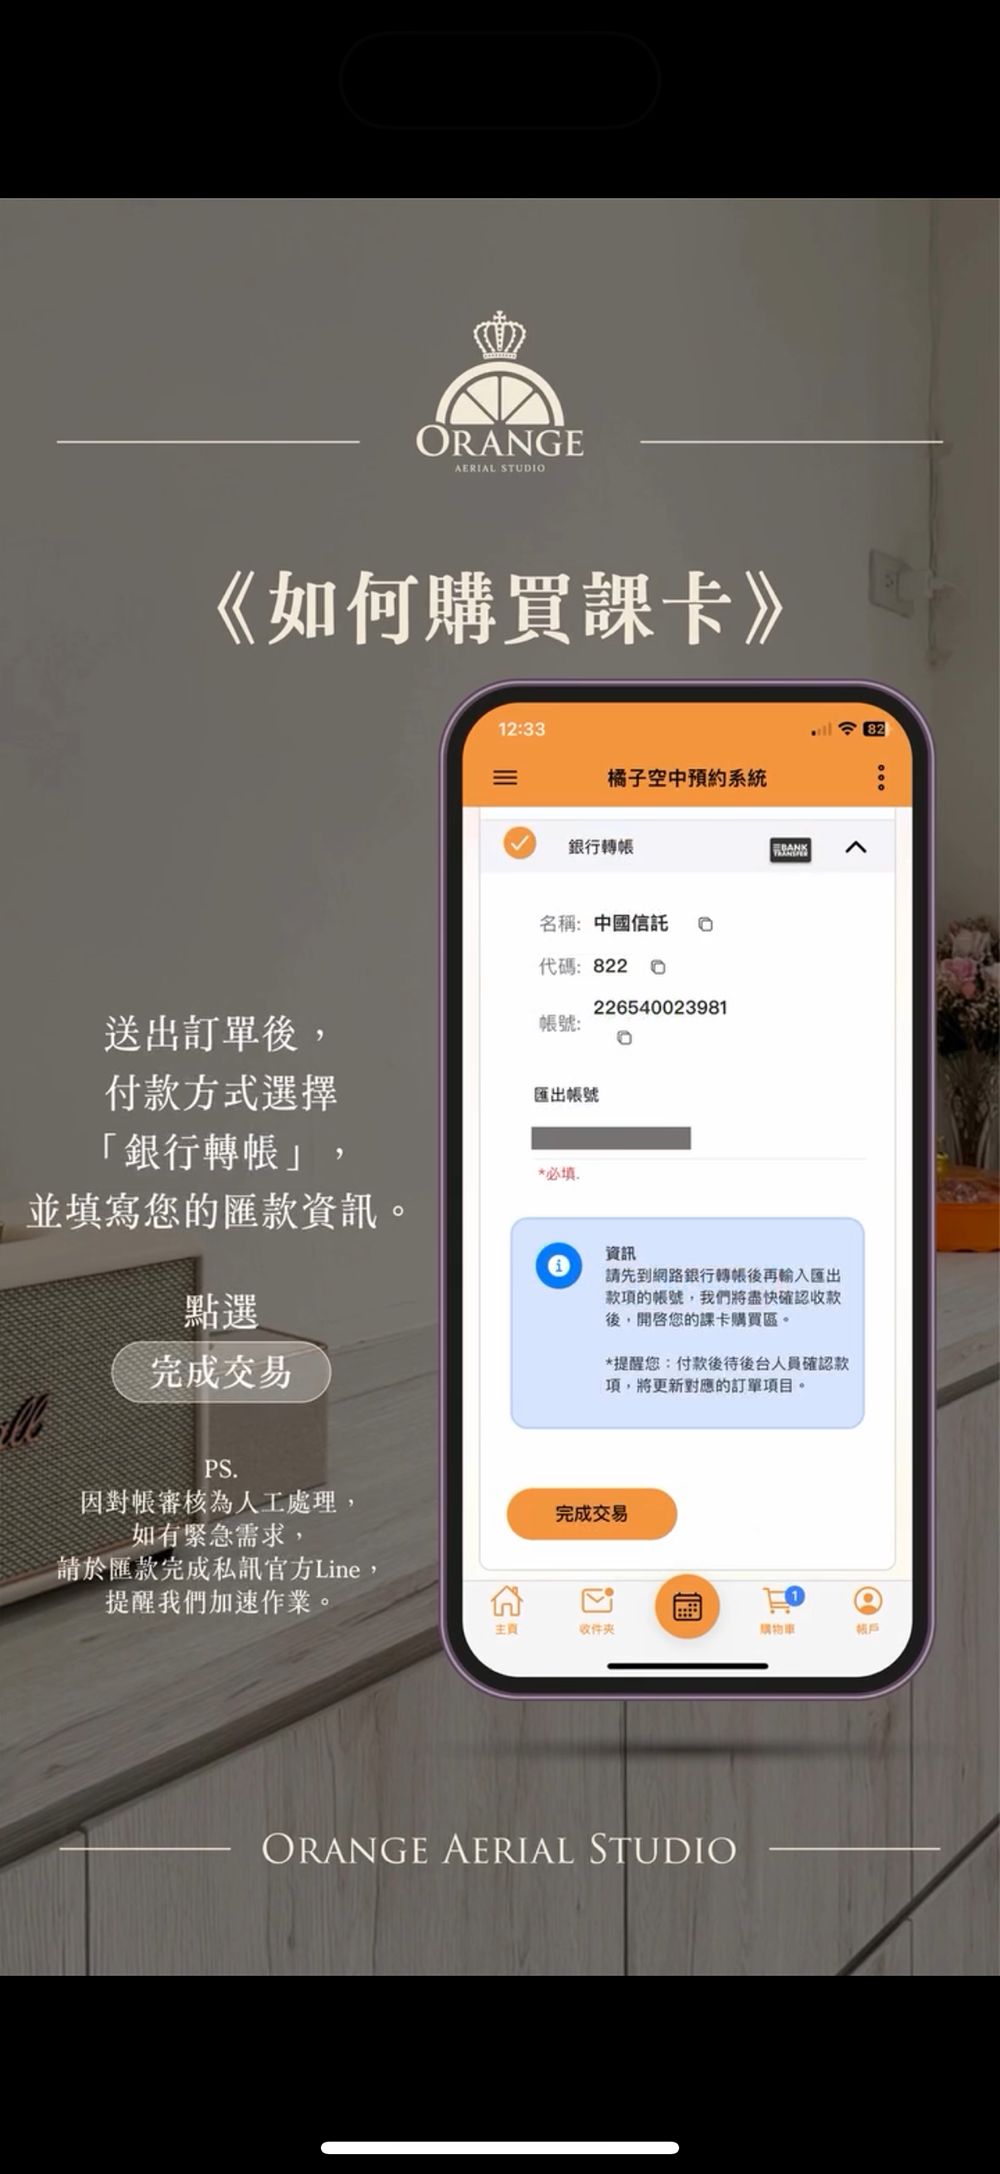 ORANGE
AERIAL STUDIO
《如何購買課卡》
送出訂單後，
付款方式選擇
「銀行轉帳」，
並填寫您的匯款資訊。
點選
完成交易
PS.
因對帳審核為人工處理，
如有緊急需求，
請於匯款完成私訊官方Line，
提醒我們加速作業。
12:33
82
橘子空中預約系統
銀行轉帳
BANK
TRANSFER
名稱: 中國信託
代碼: 822
帳號: 226540023981
匯出帳號
*必填.
資訊
請先到網路銀行轉帳後再輸入匯出
款項的帳號，我們將盡快確認收款
後，開啓您的課卡購買區。
*提醒您：付款後待後台人員確認款
項，將更新對應的訂單項目。
完成交易
主頁
收件夾
1
購物車
帳戶
ORANGE AERIAL STUDIO